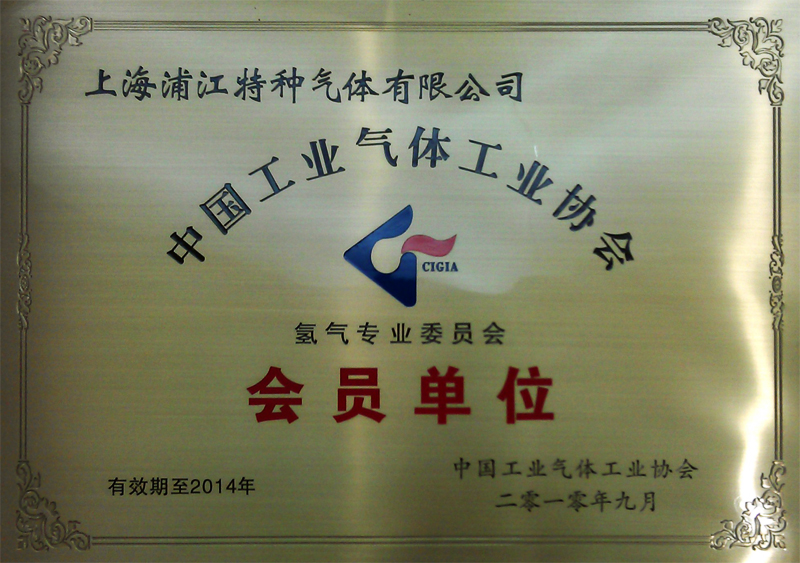 上海浦江特种气体有限公司
中国工业气体工业协会
CIGIA
氢气专业委员会
会员单位
有效期至2014年
中国工业气体工业协会
二零一零年九月